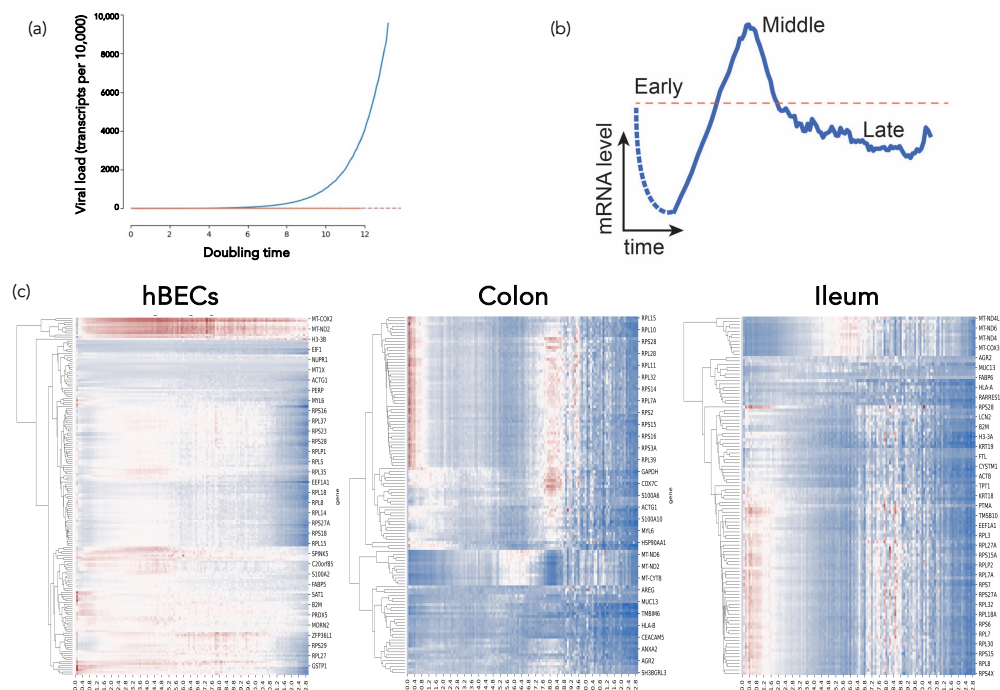 (a)
Viral load (transcripts per 10,000)
10,000
8000
6000
4000
2000
0
0 2 4 6 8 10 12
Doubling time
(b)
Middle
Early
Late
mRNA level
time
(c)
hBECs
MT-COX2
MT-ND2
H3-3B
EIF1
NUPR1
MT1X
ACTG1
PERP
MYL6
RPS16
RPL37
RPS23
RPS28
RPLP1
RPL5
RPL35
EEF1A1
RPL18
RPL8
RPL14
RPS27A
RPS18
RPL15
SPINK5
C20orf85
S100A2
FABP5
SAT1
B2M
PRDX5
MORN2
ZFP36L1
RPS29
RPL27
GSTP1
gene
Colon
RPL15
RPL10
RPS28
RPL28
RPL11
RPL32
RPS14
RPL7A
RPS2
RPS15
RPS16
RPS3A
RPL39
GAPDH
COX7C
S100A6
ACTG1
S100A10
MYL6
HSP90AA1
MT-ND6
MT-ND2
MT-CYTB
AREG
MUC13
TMBIM6
HLA-B
CEACAM5
ANXA2
AGR2
SH3BGRL3
gene
Ileum
MT-ND4L
MT-ND6
MT-ND4
MT-COX3
AGR2
MUC13
FABP6
HLA-A
RARRES1
RPS28
LCN2
B2M
H3-3A
KRT19
FTL
CYSTM1
ACTB
TPT1
KRT18
PTMA
TMSB10
EEF1A1
RPL3
RPL27A
RPS15A
RPLP2
RPL7A
RPS7
RPS27A
RPL32
RPL18A
RPS6
RPL7
RPL30
RPS15
RPL8
RPS4X